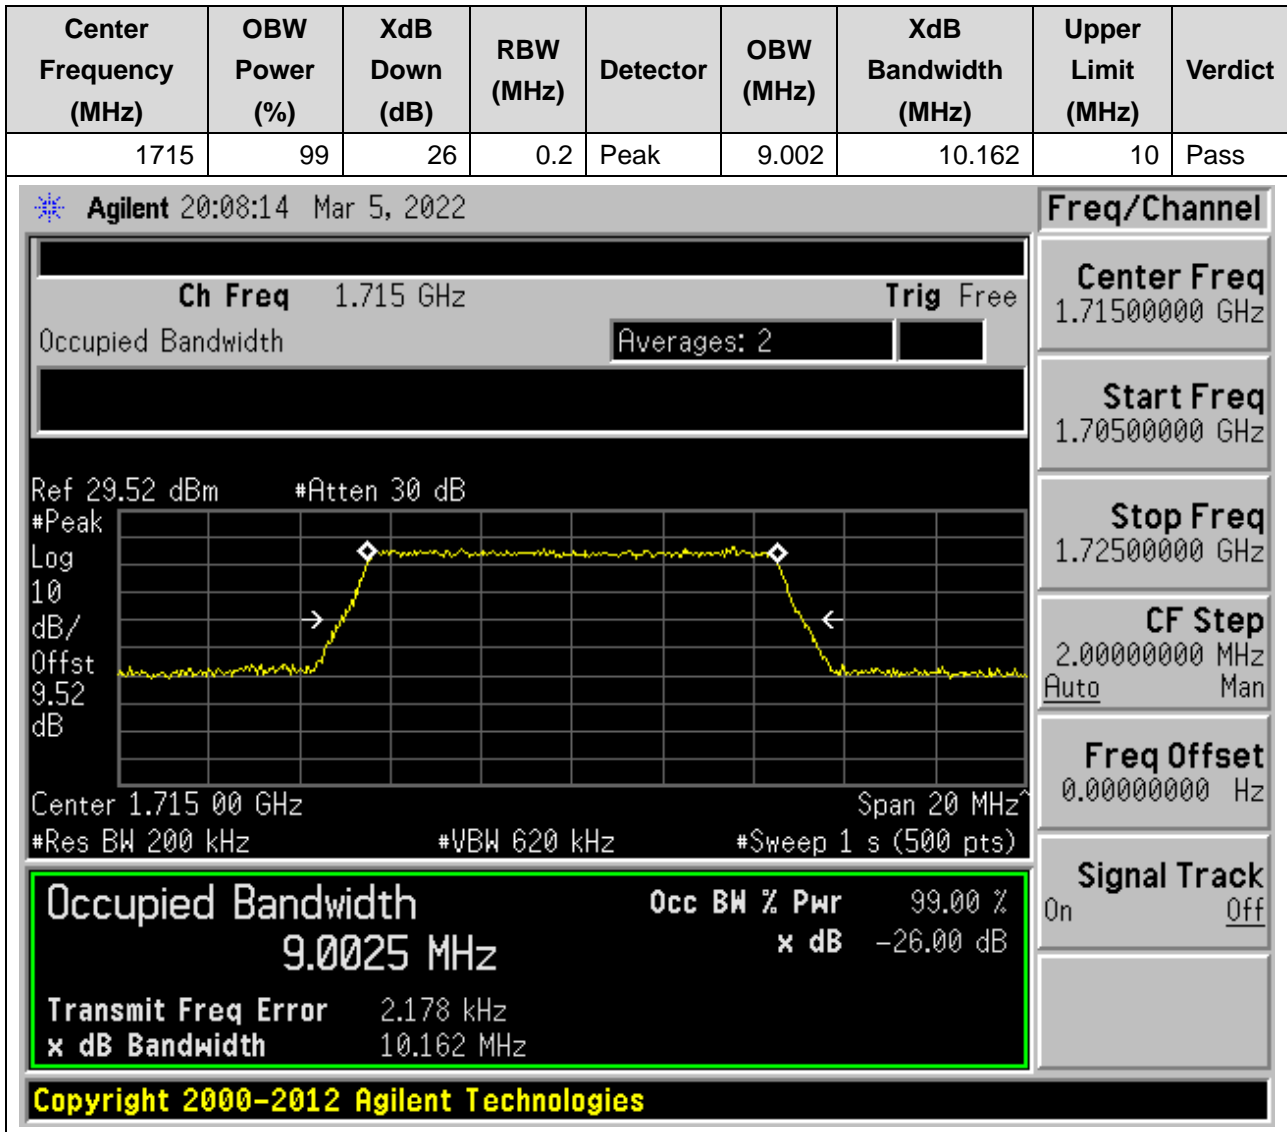 Center Frequency (MHz) OBW Power (%) XdB Down (dB) RBW (MHz) Detector OBW (MHz) XdB Bandwidth (MHz) Upper Limit (MHz) Verdict
1715 99 26 0.2 Peak 9.002 10.162 10 Pass
Agilent 20:08:14 Mar 5, 2022
Freq/Channel
Ch Freq 1.715 GHz Trig Free
Occupied Bandwidth Averages: 2
Center Freq
1.71500000 GHz
Start Freq
1.70500000 GHz
Stop Freq
1.72500000 GHz
CF Step
2.00000000 MHz
Auto Man
Freq Offset
0.00000000 Hz
Signal Track
On Off
Ref 29.52 dBm #Atten 30 dB
#Peak
Log
10
dB/
Offst
9.52
dB
Center 1.715 00 GHz Span 20 MHz^
#Res BW 200 kHz #VBW 620 kHz #Sweep 1 s (500 pts)
Occupied Bandwidth
9.0025 MHz
Occ BW % Pwr 99.00 %
x dB -26.00 dB
Transmit Freq Error 2.178 kHz
x dB Bandwidth 10.162 MHz
Copyright 2000-2012 Agilent Technologies